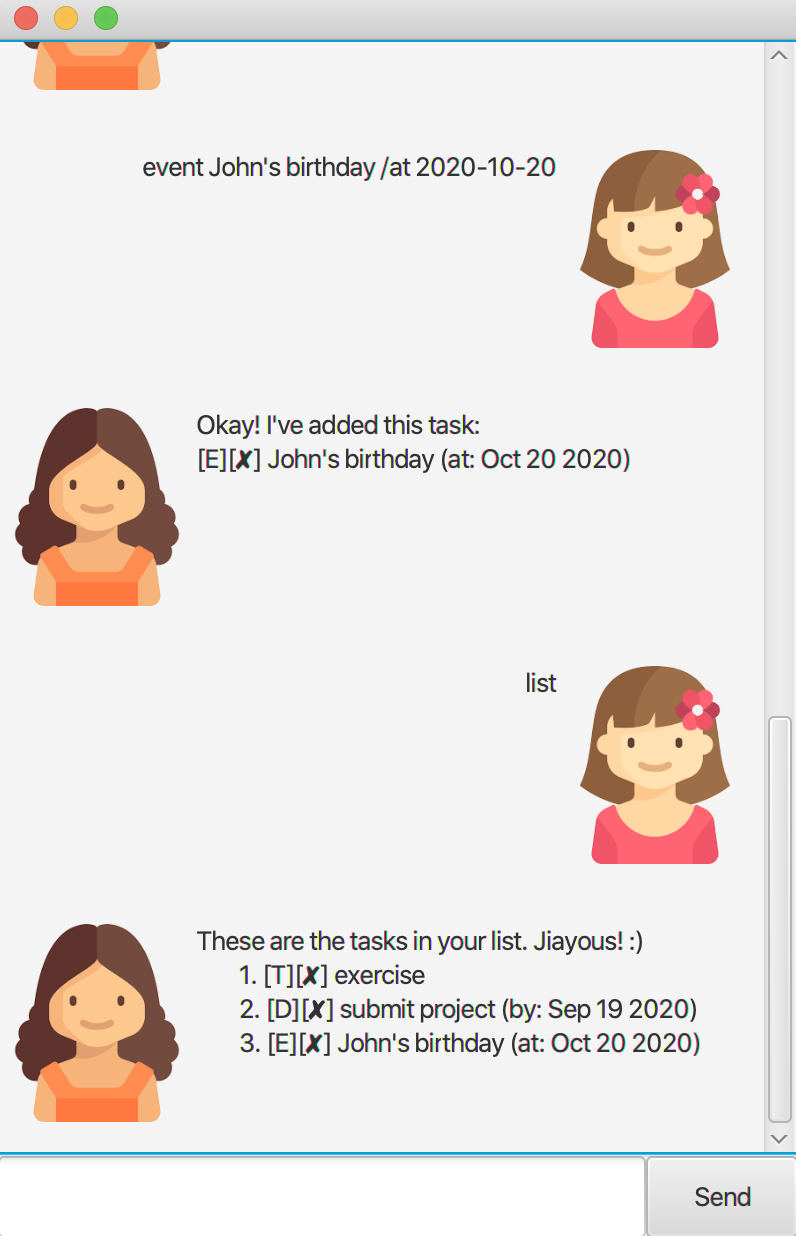 event John's birthday /at 2020-10-20
Okay! I've added this task:
[E][✘] John's birthday (at: Oct 20 2020)
list
These are the tasks in your list. Jiayous! :)
1. [T][✘] exercise
2. [D][✘] submit project (by: Sep 19 2020)
3. [E][✘] John's birthday (at: Oct 20 2020)
Send